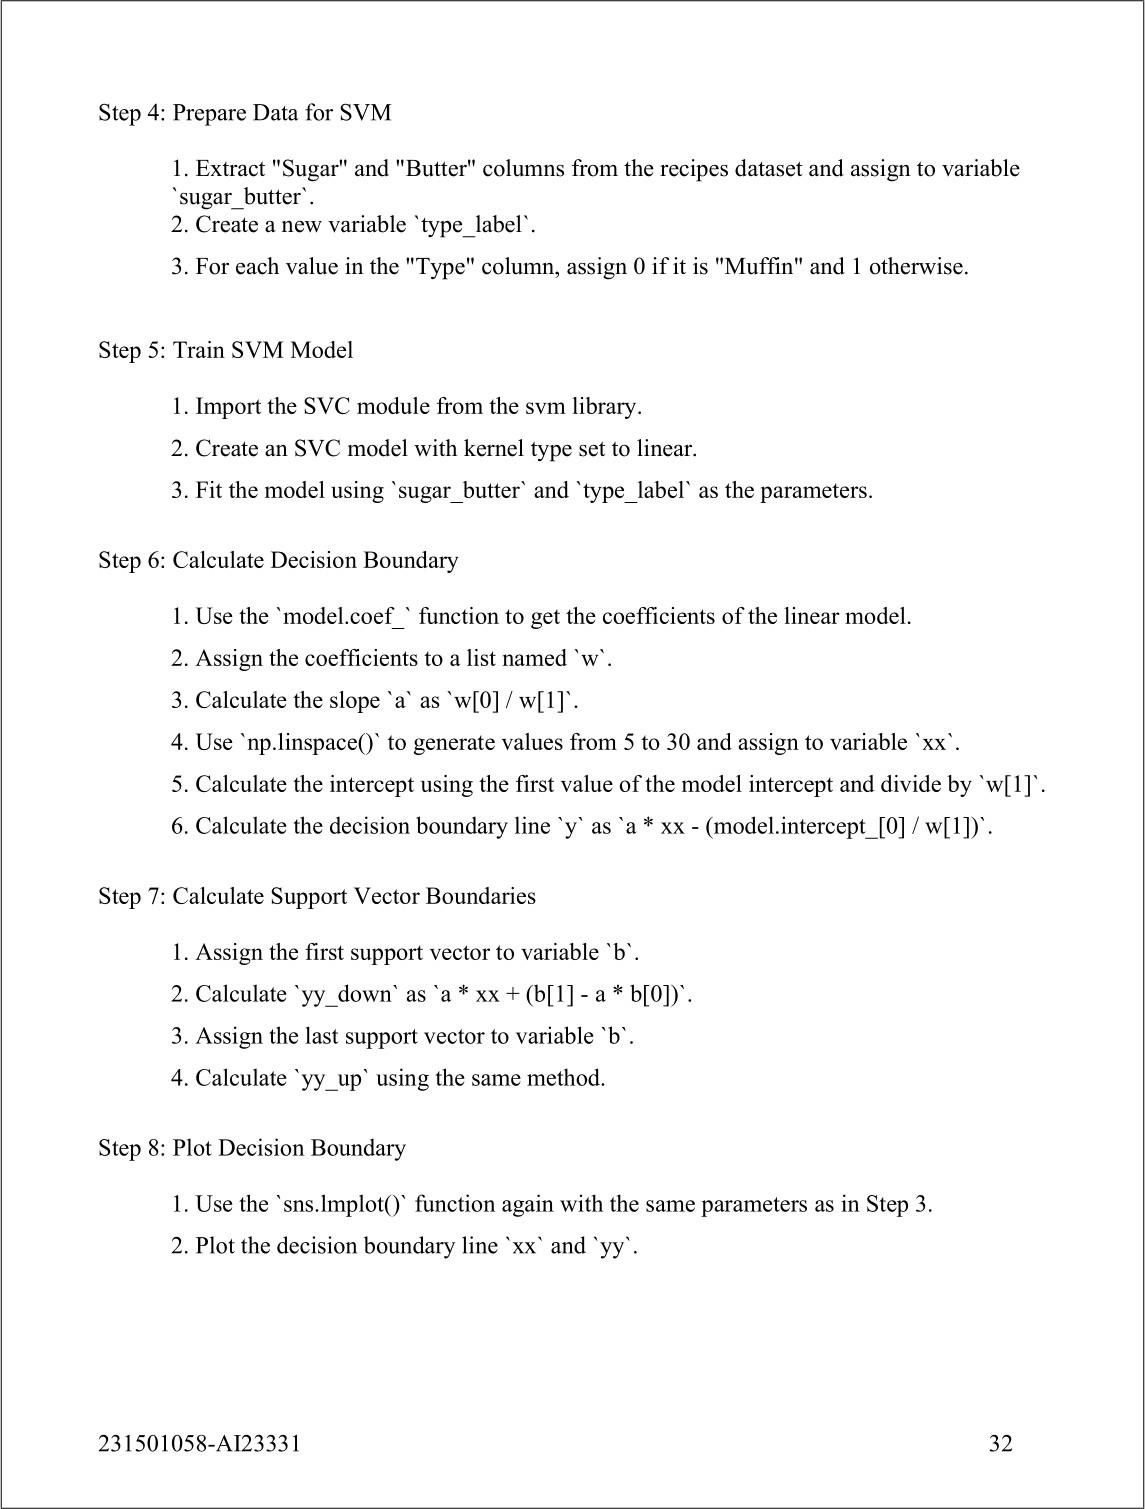 Step 4: Prepare Data for SVM
1. Extract "Sugar" and "Butter" columns from the recipes dataset and assign to variable
`sugar_butter`.
2. Create a new variable `type_label`.
3. For each value in the "Type" column, assign 0 if it is "Muffin" and 1 otherwise.
Step 5: Train SVM Model
1. Import the SVC module from the svm library.
2. Create an SVC model with kernel type set to linear.
3. Fit the model using `sugar_butter` and `type_label` as the parameters.
Step 6: Calculate Decision Boundary
1. Use the `model.coef_` function to get the coefficients of the linear model.
2. Assign the coefficients to a list named `w`.
3. Calculate the slope `a` as `w[0] / w[1]`.
4. Use `np.linspace()` to generate values from 5 to 30 and assign to variable `xx`.
5. Calculate the intercept using the first value of the model intercept and divide by `w[1]`.
6. Calculate the decision boundary line `y` as `a * xx - (model.intercept_[0] / w[1])`.
Step 7: Calculate Support Vector Boundaries
1. Assign the first support vector to variable `b`.
2. Calculate `yy_down` as `a * xx + (b[1] - a * b[0])`.
3. Assign the last support vector to variable `b`.
4. Calculate `yy_up` using the same method.
Step 8: Plot Decision Boundary
1. Use the `sns.lmplot()` function again with the same parameters as in Step 3.
2. Plot the decision boundary line `xx` and `yy`.
231501058-AI23331 32